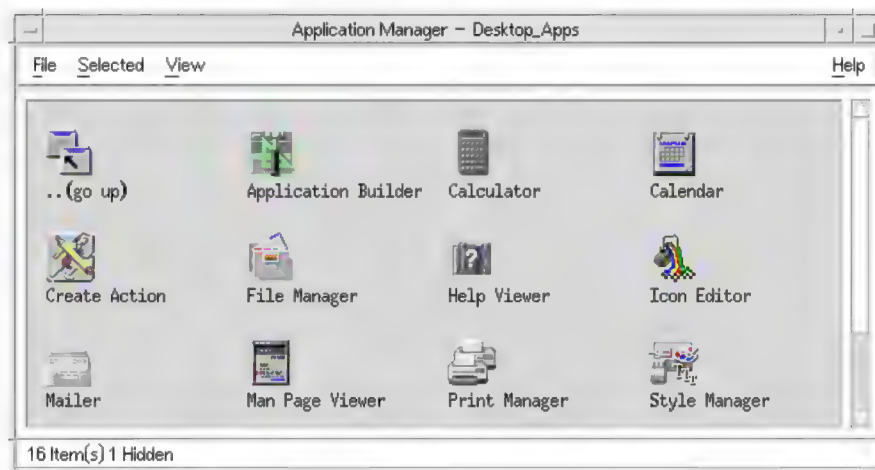 Application Manager – Desktop_Apps
File Selected View Help
..(go up) Application Builder Calculator Calendar
Create Action File Manager Help Viewer Icon Editor
Mailer Man Page Viewer Print Manager Style Manager
16 Item(s) 1 Hidden